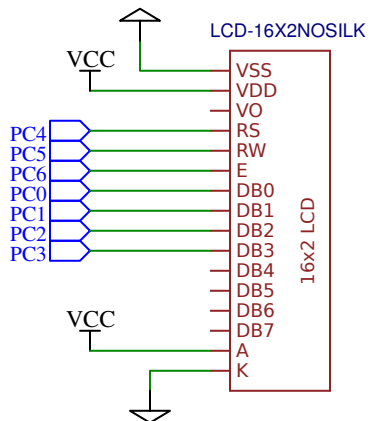 LCD-16X2NOSILK
VCC
VSS
VDD
VO
PC4 RS
PC5 RW
PC6 E
PC0 DB0
PC1 DB1
PC2 DB2
PC3 DB3
DB4
DB5
DB6
DB7
VCC
A
K
16x2 LCD